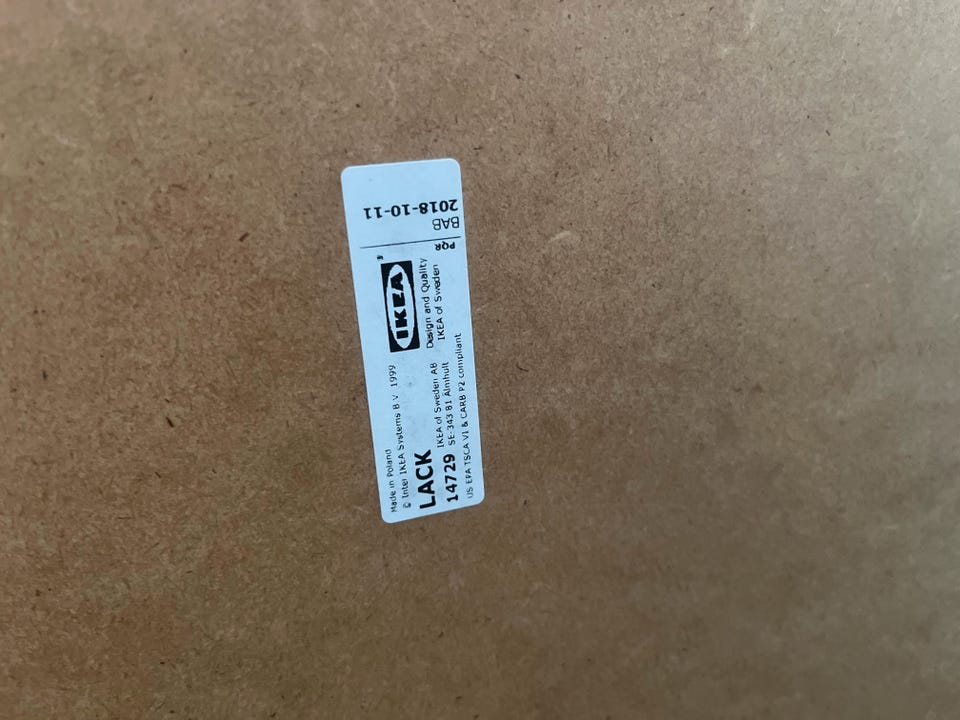 Made in Poland
© Inter IKEA Systems B V 1999
LACK
14729
IKEA of Sweden AB
SE-343 81 Älmhult
US EPA TSCA VI & CARB P2 compliant
IKEA
Design and Quality
IKEA of Sweden
PQR
BAB
2018-10-11